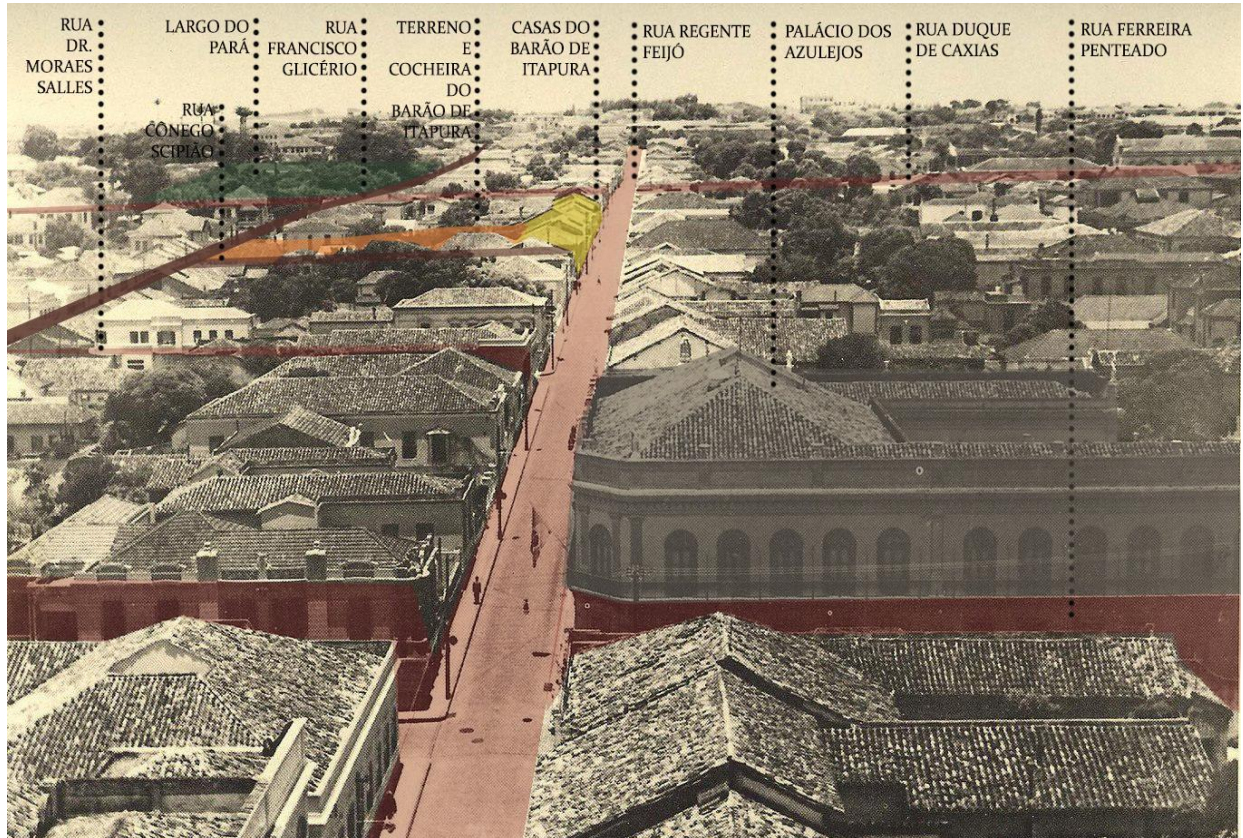 RUA
DR.
MORAES
SALLES
LARGO DO
PARÁ
RUA
CÔNEGO
SCIPIÃO
RUA
FRANCISCO
GLICÉRIO
TERRENO
E
COCHEIRA
DO
BARÃO DE
ITAPURA
CASAS DO
BARÃO DE
ITAPURA
RUA REGENTE
FEIJÓ
PALÁCIO DOS
AZULEJOS
RUA DUQUE
DE CAXIAS
RUA FERREIRA
PENTEADO